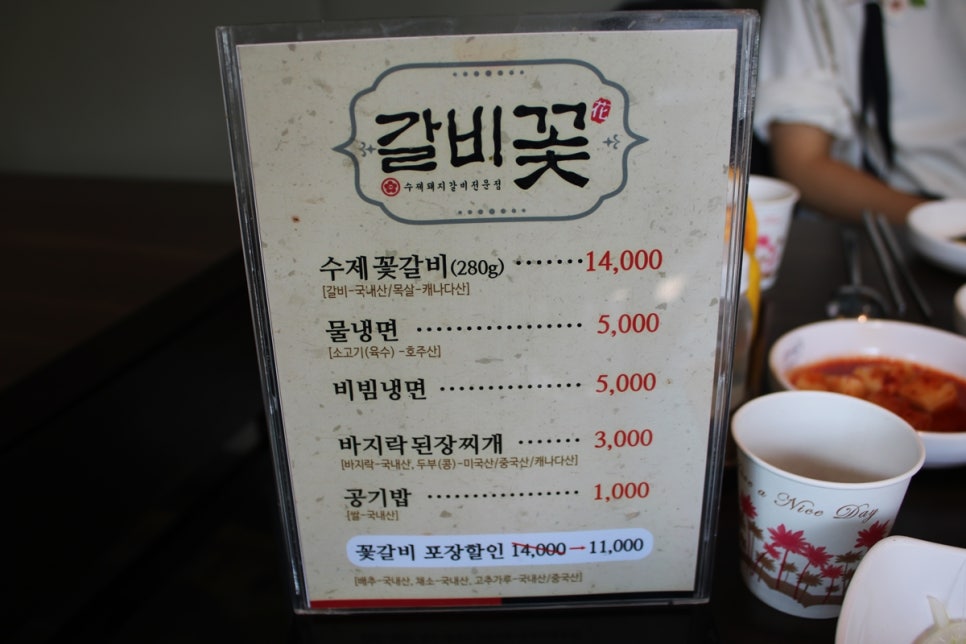 갈비꽃 花
수제돼지갈비전문점
수제 꽃갈비(280g) ·······14,000
[갈비-국내산/목살-캐나다산]
물냉면 ················· 5,000
[소고기(육수) -호주산]
비빔냉면 ·············· 5,000
바지락 된장찌개 ······· 3,000
[바지락-국내산, 두부(콩)-미국산/중국산/캐나다산]
공기밥 ················ 1,000
[쌀-국내산]
꽃갈비 포장할인 14,000→11,000
[배추-국내산, 채소-국내산, 고추가루-국내산/중국산]
a Nice Day